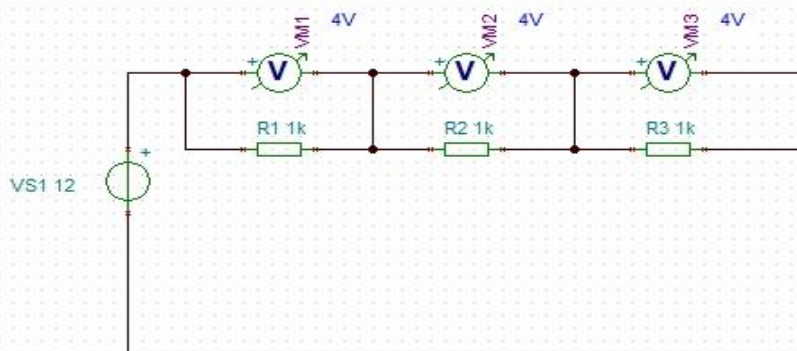 VM1 4V VM2 4V VM3 4V
+ V + V + V
R1 1k R2 1k R3 1k
+
VS1 12